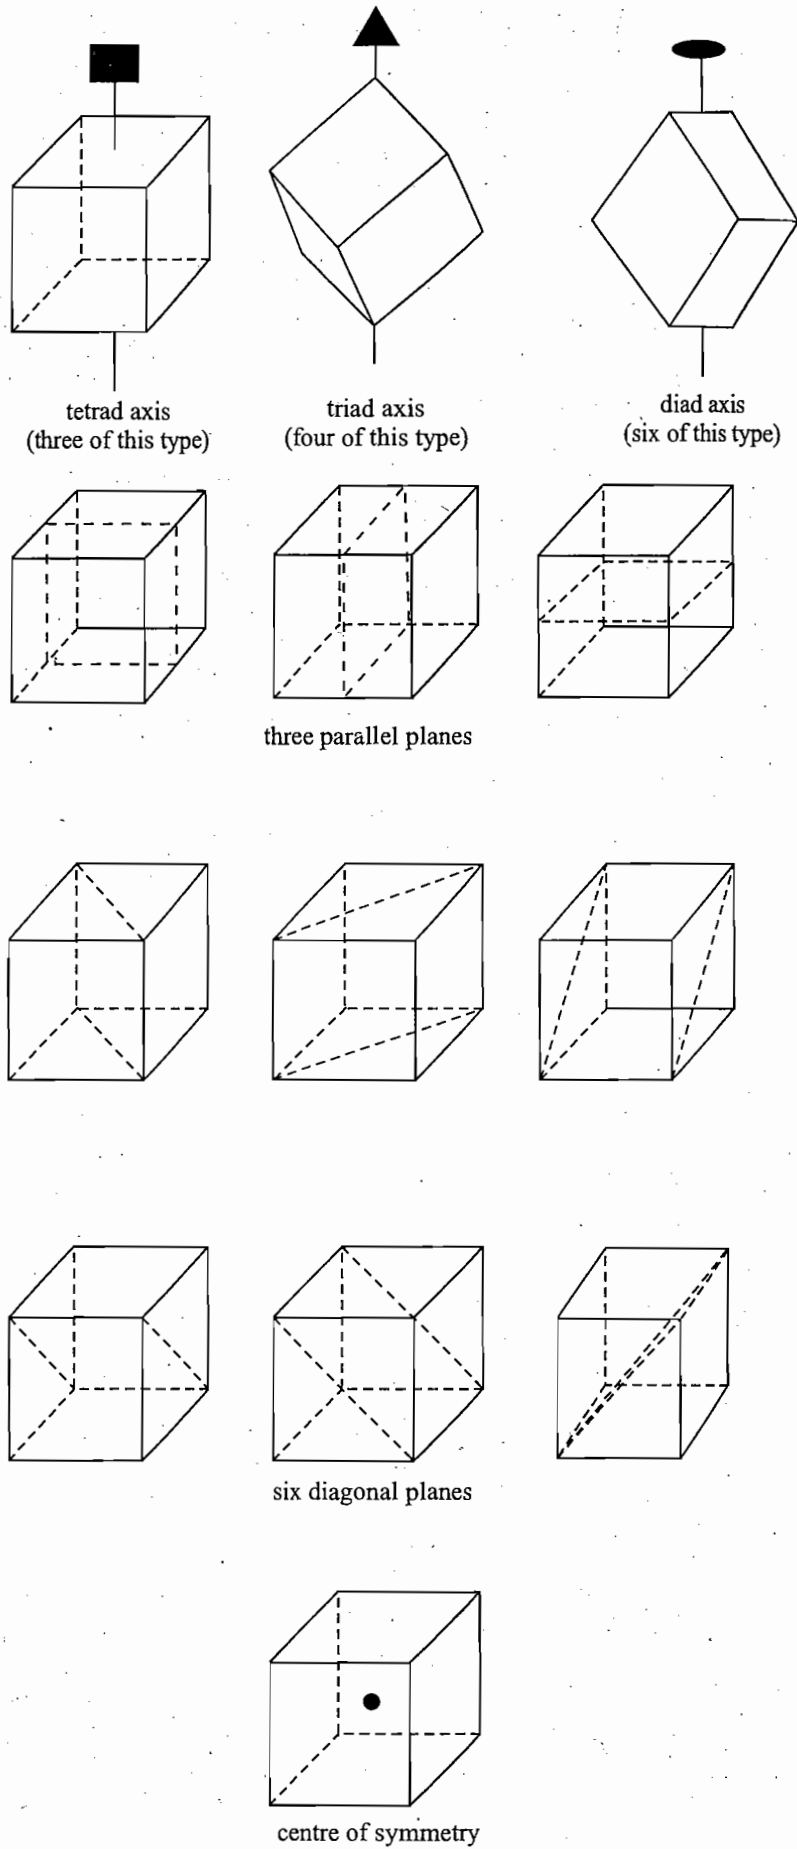 tetrad axis
(three of this type)
triad axis
(four of this type)
diad axis
(six of this type)
three parallel planes
six diagonal planes
centre of symmetry